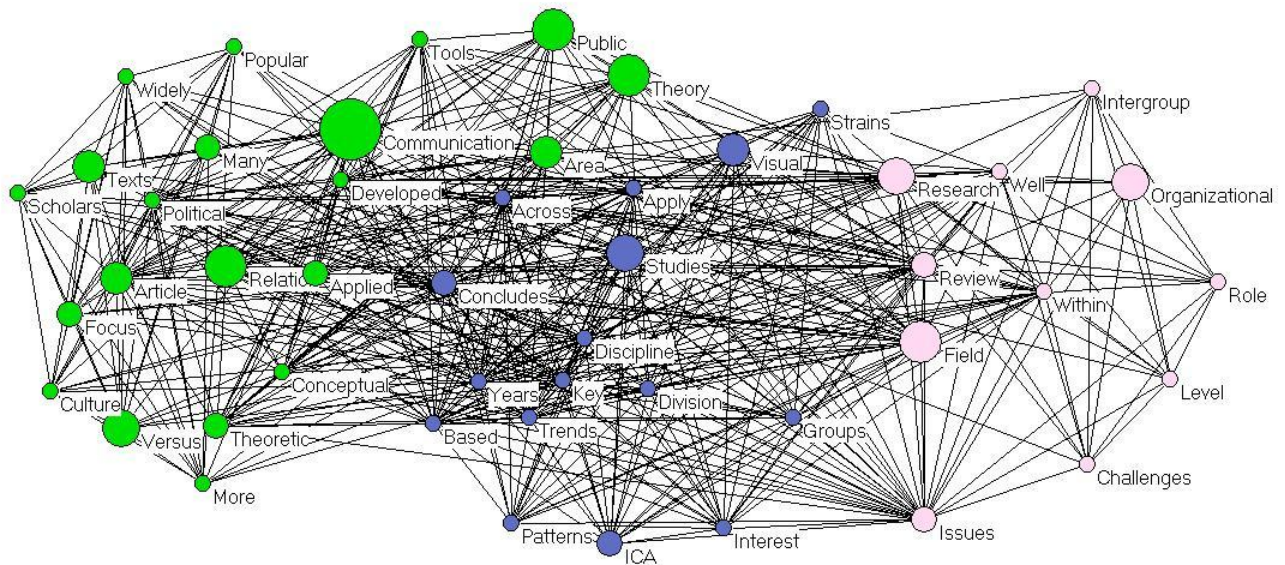 Public
Tools
Popular
Theory
Widely
Intergroup
Strains
Communication
Many
Area
Visual
Texts
Research
Well
Organizational
Developed
Scholars
Political
Across
Apply
Review
Studies
Article
Relation
Applied
Concludes
Within
Role
Focus
Discipline
Field
Conceptual
Years
Key
Division
Level
Culture
Versus
Theoretic
Based
Trends
Groups
Challenges
More
Patterns
ICA
Interest
Issues